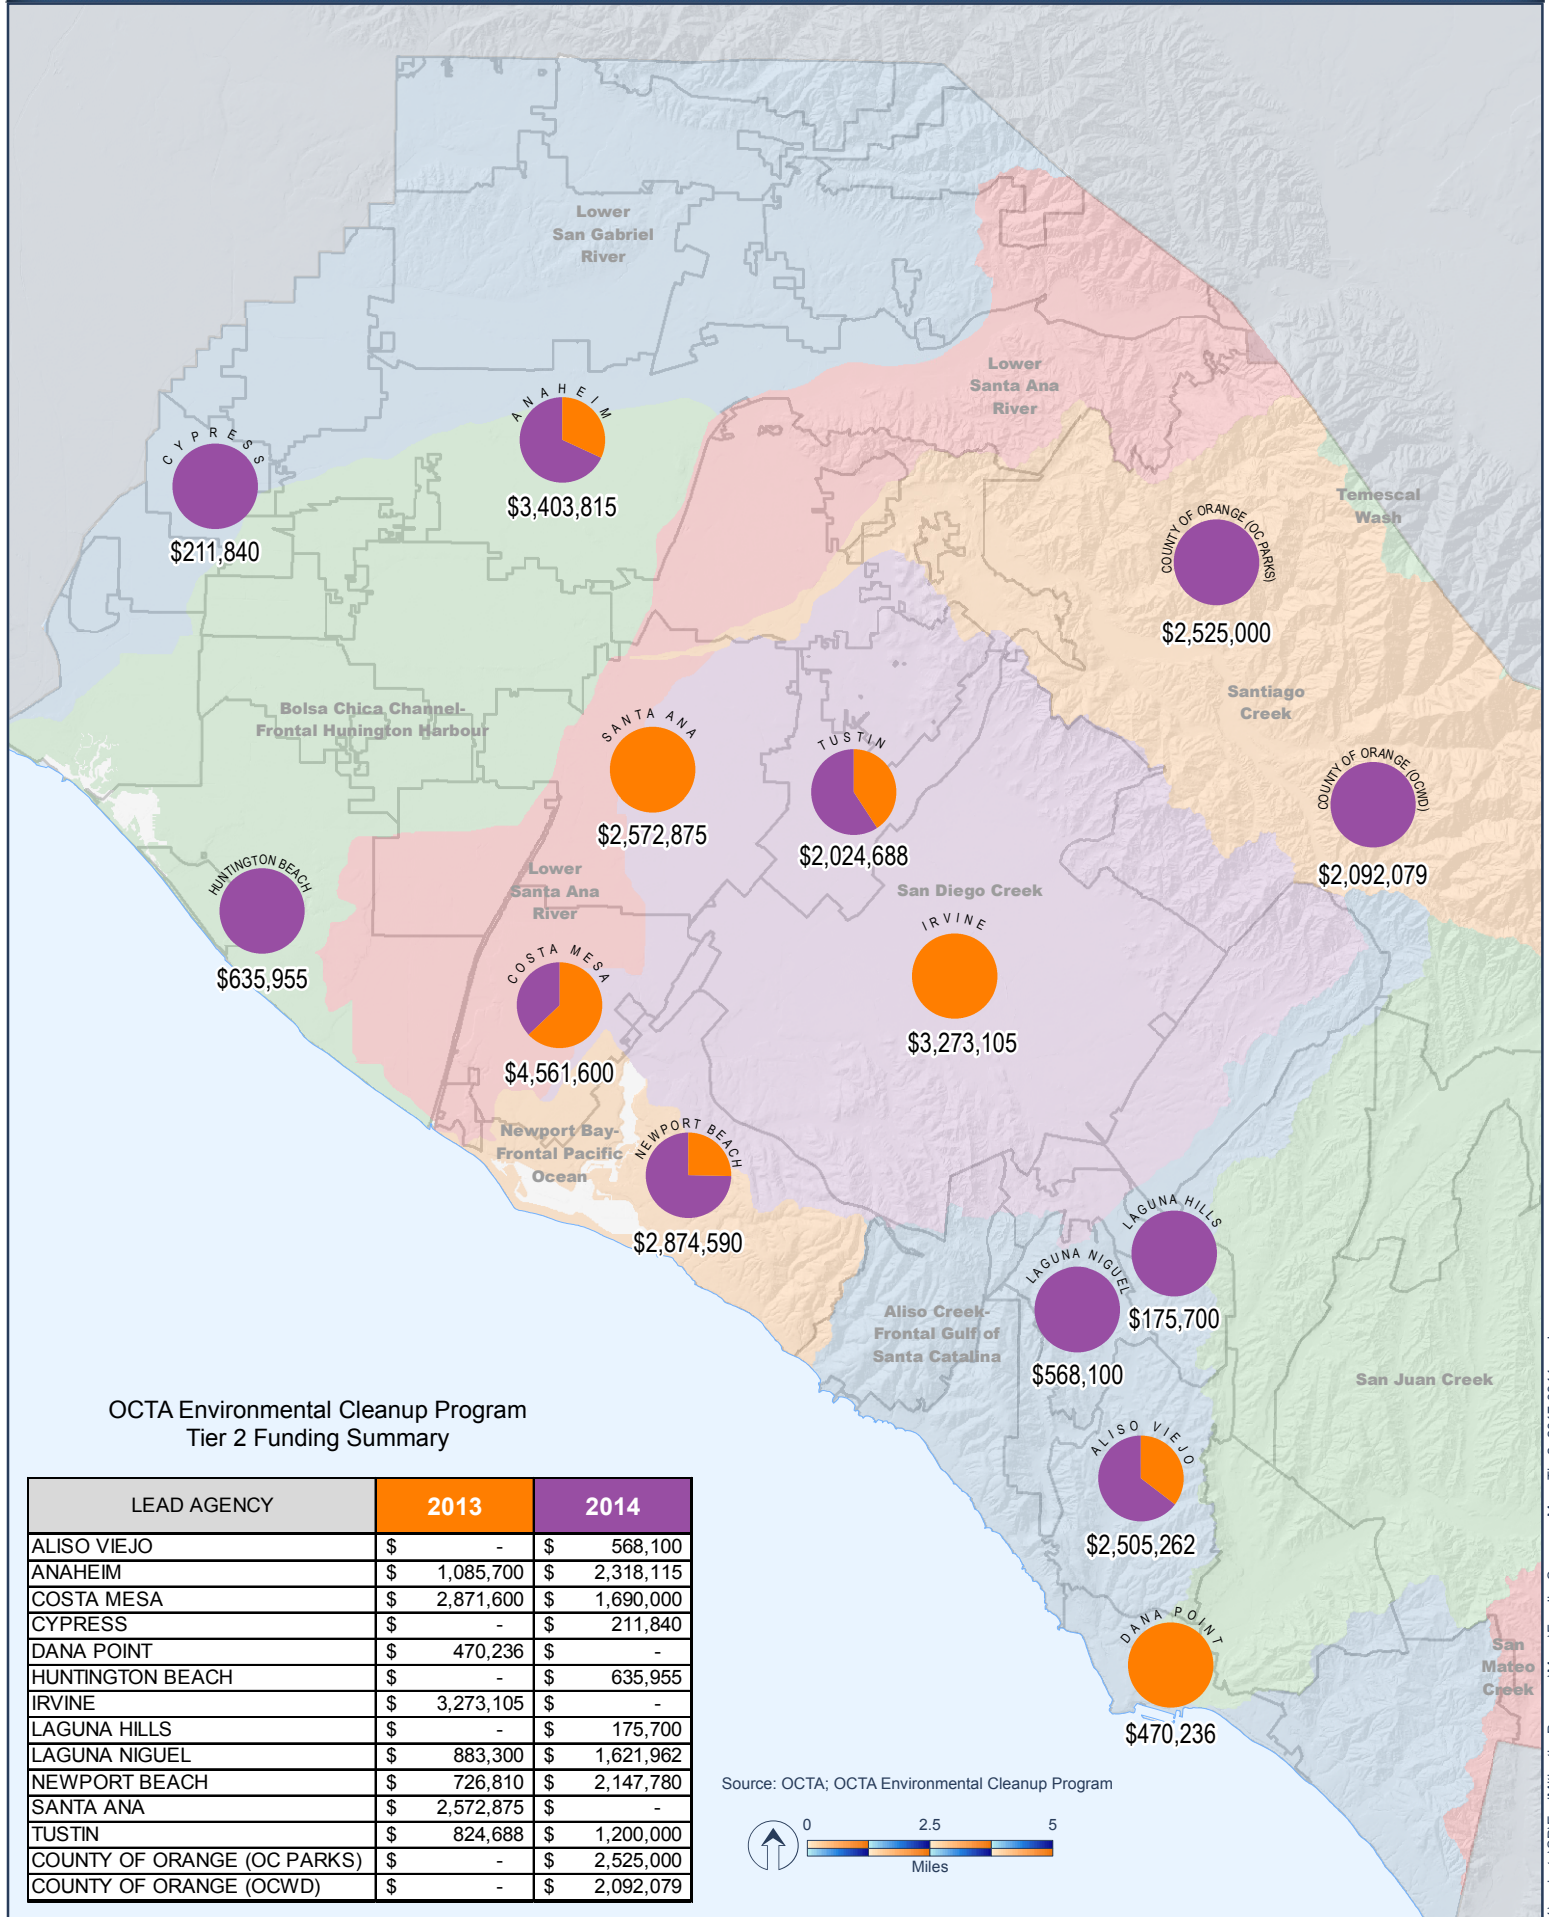 Lower
San Gabriel
River
Lower
Santa Ana
River
ANAHEIM
$3,403,815
CYPRESS
$211,840
Temescal
Wash
COUNTY OF ORANGE (OC PARKS)
$2,525,000
Santiago
Creek
Bolsa Chica Channel-
Frontal Hunington Harbour
SANTA ANA
$2,572,875
TUSTIN
$2,024,688
COUNTY OF ORANGE (OCWD)
$2,092,079
HUNTINGTON BEACH
$635,955
Lower
Santa Ana
River
San Diego Creek
IRVINE
$3,273,105
COSTA MESA
$4,561,600
Newport Bay-
Frontal Pacific
Ocean
NEWPORT BEACH
$2,874,590
LAGUNA HILLS
$175,700
LAGUNA NIGUEL
$568,100
Aliso Creek-
Frontal Gulf of
Santa Catalina
San Juan Creek
ALISO VIEJO
$2,505,262
DANA POINT
$470,236
San
Mateo
Creek
OCTA Environmental Cleanup Program
Tier 2 Funding Summary
LEAD AGENCY 2013 2014
ALISO VIEJO $ - $ 568,100
ANAHEIM $ 1,085,700 $ 2,318,115
COSTA MESA $ 2,871,600 $ 1,690,000
CYPRESS $ - $ 211,840
DANA POINT $ 470,236 $ -
HUNTINGTON BEACH $ - $ 635,955
IRVINE $ 3,273,105 $ -
LAGUNA HILLS $ - $ 175,700
LAGUNA NIGUEL $ 883,300 $ 1,621,962
NEWPORT BEACH $ 726,810 $ 2,147,780
SANTA ANA $ 2,572,875 $ -
TUSTIN $ 824,688 $ 1,200,000
COUNTY OF ORANGE (OC PARKS) $ - $ 2,525,000
COUNTY OF ORANGE (OCWD) $ - $ 2,092,079
Source: OCTA; OCTA Environmental Cleanup Program
0 2.5 5
Miles